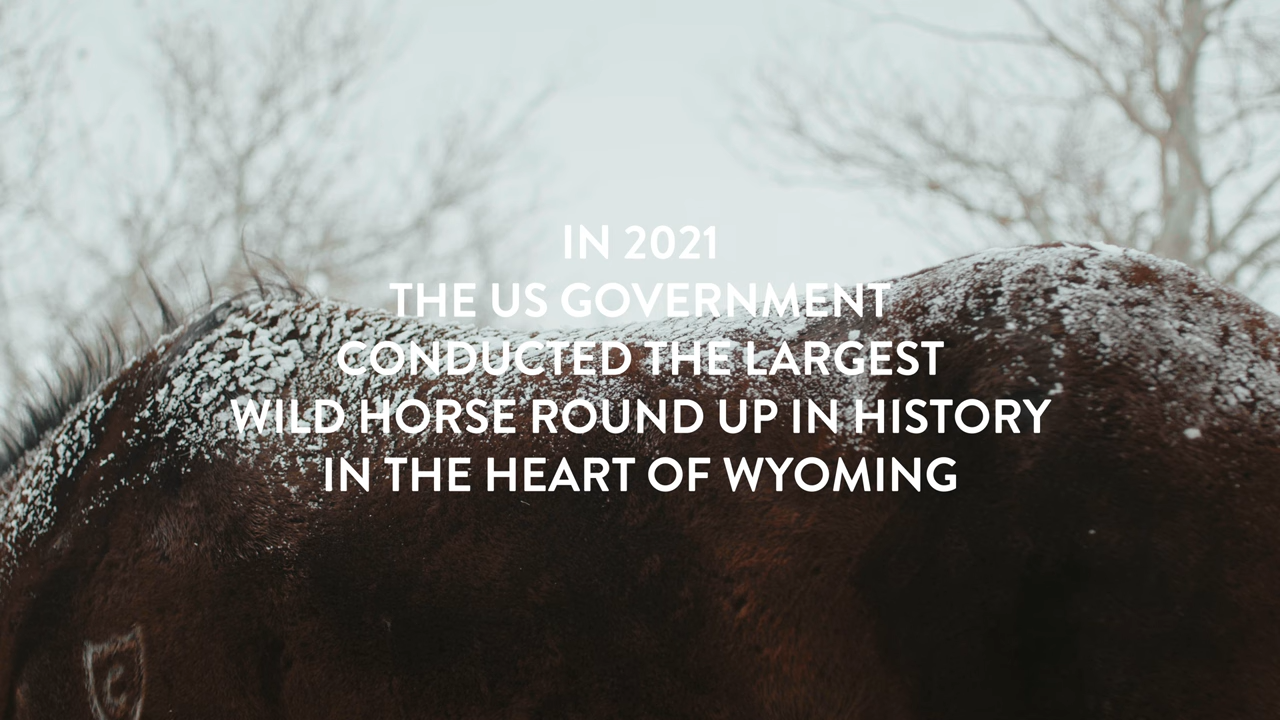 IN 2021
THE US GOVERNMENT
CONDUCTED THE LARGEST
WILD HORSE ROUND UP IN HISTORY
IN THE HEART OF WYOMING